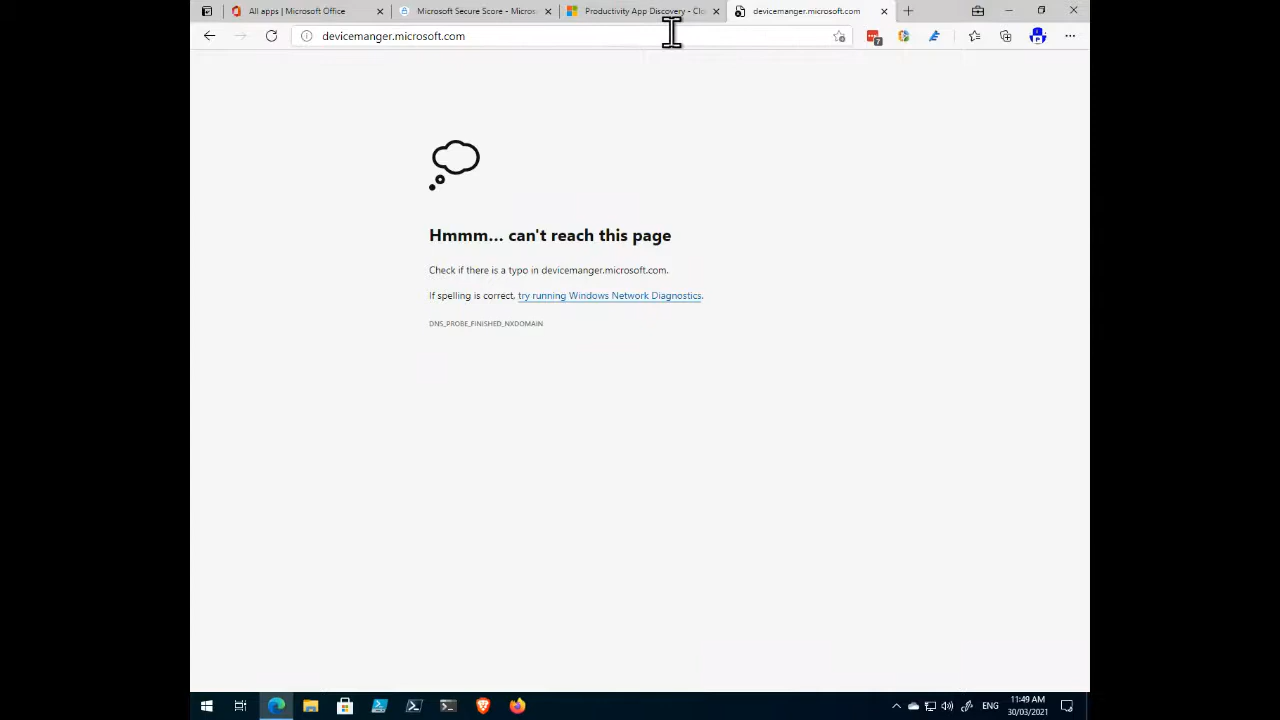 All apps | Microsoft Office
Microsoft Secure Score - Micros
Productivity App Discovery - Clo
devicemanger.microsoft.com
devicemanger.microsoft.com
7
Hmmm... can't reach this page
Check if there is a typo in devicemanger.microsoft.com.
If spelling is correct, try running Windows Network Diagnostics.
DNS_PROBE_FINISHED_NXDOMAIN
ENG
11:49 AM
30/03/2021